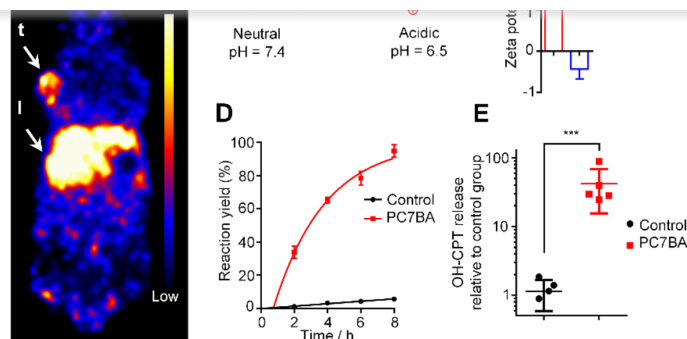 t
l
Low
Neutral
pH = 7.4
Acidic
pH = 6.5
Zeta pote
0
-1
D
Reaction yield (%)
100
80
60
40
20
0
0
2
4
6
8
Time / h
Control
PC7BA
E
OH-CPT release
relative to control group
100
10
1
***
Control
PC7BA